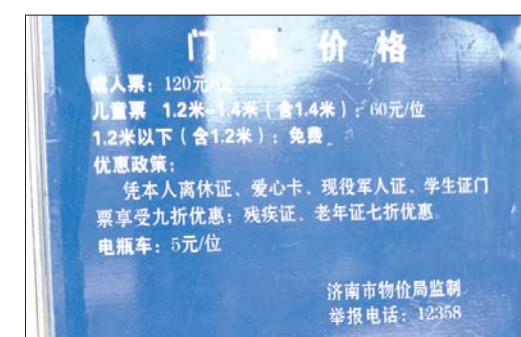 门票价格
成人票：120元/位
儿童票 1.2米-1.4米（含1.4米）：60元/位
1.2米以下（含1.2米）：免费。
优惠政策：
凭本人离休证、爱心卡、现役军人证、学生证门
票享受九折优惠；残疾证、老年证七折优惠。
电瓶车：5元/位
济南市物价局监制
举报电话：12358